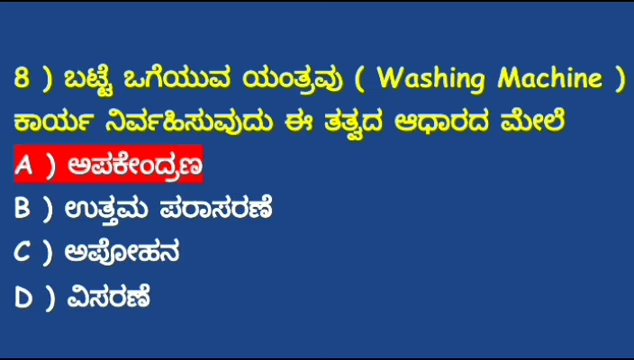 8 ) ಬಟ್ಟೆ ಒಗೆಯುವ ಯಂತ್ರವು ( Washing Machine )
ಕಾರ್ಯ ನಿರ್ವಹಿಸುವುದು ಈ ತತ್ವದ ಆಧಾರದ ಮೇಲೆ
A ) ಅಪಕೇಂದ್ರಣ
B ) ಉತ್ತಮ ಪರಾಸರಣೆ
C ) ಅಪೋಹನ
D ) ವಿಸರಣೆ